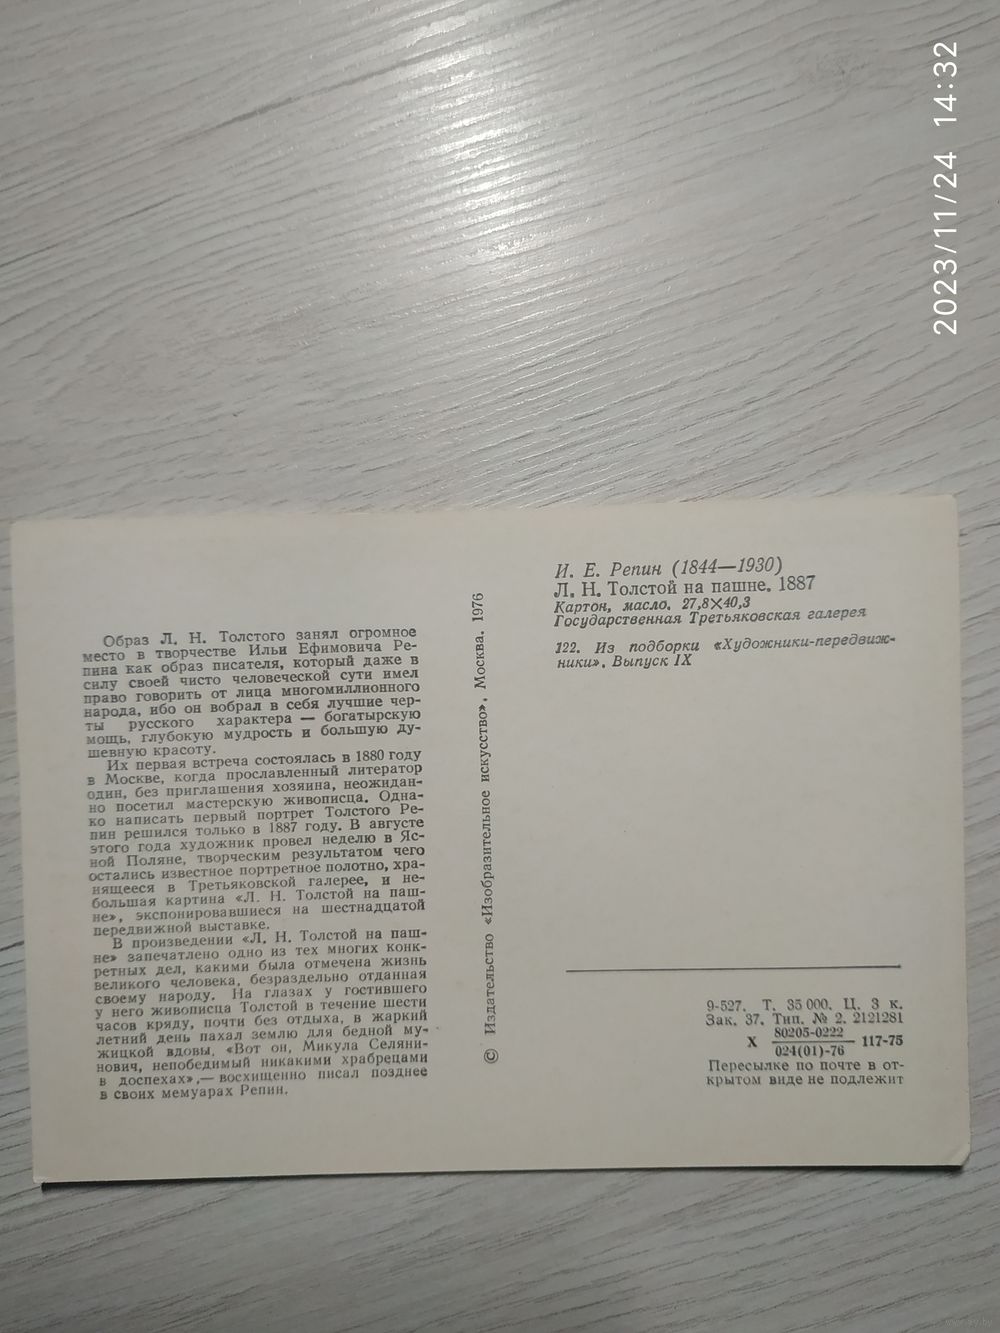 2023/11/24 14:32
Образ Л. Н. Толстого занял огромное
место в творчестве Ильи Ефимовича Ре-
пина как образ писателя, который даже в
силу своей чисто человеческой сути имел
право говорить от лица многомиллионного
народа, ибо он вобрал в себя лучшие чер-
ты русского характера — богатырскую
мощь, глубокую мудрость и большую ду-
шевную красоту.
Их первая встреча состоялась в 1880 году
в Москве, когда прославленный литератор
один, без приглашения хозяина, неожидан-
но посетил мастерскую живописца. Одна-
ко написать первый портрет Толстого Ре-
пин решился только в 1887 году. В августе
этого года художник провел неделю в Яс-
ной Поляне, творческим результатом чего
остались известное портретное полотно, хра-
нящееся в Третьяковской галерее, и не-
большая картина «Л. Н. Толстой на паш-
не», экспонировавшиеся на шестнадцатой
передвижной выставке.
В произведении «Л. Н. Толстой на паш-
не» запечатлено одно из тех многих конк-
ретных дел, какими была отмечена жизнь
великого человека, безраздельно отданная
своему народу. На глазах у гостившего
у него живописца Толстой в течение шести
часов кряду, почти без отдыха, в жаркий
летний день пахал землю для бедной му-
жицкой вдовы. «Вот он, Микула Селяни-
нович, непобедимый никакими храбрецами
в доспехах»,— восхищенно писал позднее
в своих мемуарах Репин.
© Издательство «Изобразительное искусство». Москва. 1976
И. Е. Репин (1844—1930)
Л. Н. Толстой на пашне. 1887
Картон, масло. 27,8×40,3
Государственная Третьяковская галерея
122. Из подборки «Художники-передвиж-
ники». Выпуск IX
9-527. Т. 35 000. Ц. 3 к.
Зак. 37. Тип. № 2. 2121281
80205-0222
Х 117-75
024(01)-76
Пересылке по почте в от-
крытом виде не подлежит
www.ay.by